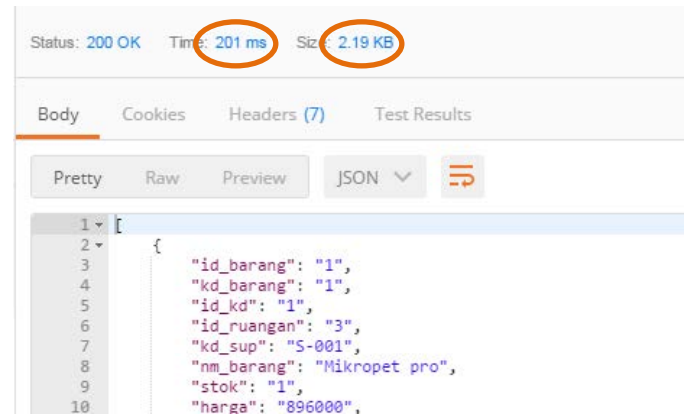 Status: 200 OK Time: 201 ms Size: 2.19 KB
Body Cookies Headers (7) Test Results
Pretty Raw Preview JSON
1 [
2 {
3 "id_barang": "1",
4 "kd_barang": "1",
5 "id_kd": "1",
6 "id_ruangan": "3",
7 "kd_sup": "S-001",
8 "nm_barang": "Mikropet pro",
9 "stok": "1",
10 "harga": "896000",